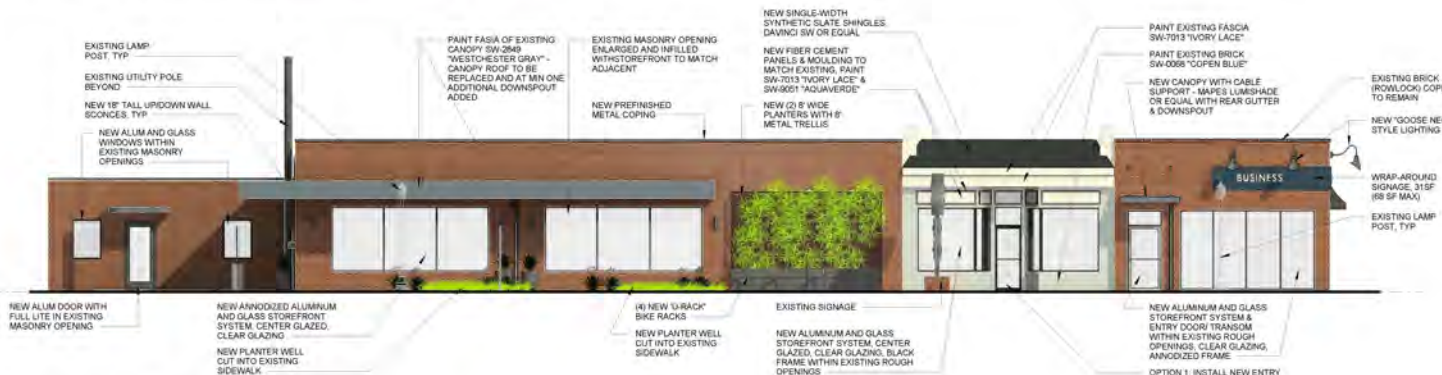 EXISTING LAMP
POST, TYP
EXISTING UTILITY POLE
BEYOND
NEW 18" TALL UP/DOWN WALL
SCONCES, TYP
NEW ALUM AND GLASS
WINDOWS WITHIN
EXISTING MASONRY
OPENINGS
PAINT FASIA OF EXISTING
CANOPY SW-2849
"WESTCHESTER GRAY" -
CANOPY ROOF TO BE
REPLACED AND AT MIN ONE
ADDITIONAL DOWNSPOUT
ADDED
EXISTING MASONRY OPENING
ENLARGED AND INFILLED
WITHSTOREFRONT TO MATCH
ADJACENT
NEW PREFINISHED
METAL COPING
NEW SINGLE-WIDTH
SYNTHETIC SLATE SHINGLES
DAVINCI SW OR EQUAL
NEW FIBER CEMENT
PANELS & MOULDING TO
MATCH EXISTING, PAINT
SW-7013 "IVORY LACE" &
SW-9051 "AQUAVERDE"
NEW (2) 8' WIDE
PLANTERS WITH 8'
METAL TRELLIS
PAINT EXISTING FASCIA
SW-7013 "IVORY LACE"
PAINT EXISTING BRICK
SW-0068 "COPEN BLUE"
NEW CANOPY WITH CABLE
SUPPORT - MAPES LUMISHADE
OR EQUAL WITH REAR GUTTER
& DOWNSPOUT
EXISTING BRICK
(ROWLOCK) COP
TO REMAIN
NEW "GOOSE NE
STYLE LIGHTING
BUSINESS
WRAP-AROUND
SIGNAGE, 31SF
(68 SF MAX)
EXISTING LAMP
POST, TYP
NEW ALUM DOOR WITH
FULL LITE IN EXISTING
MASONRY OPENING
NEW ANNODIZED ALUMINUM
AND GLASS STOREFRONT
SYSTEM, CENTER GLAZED,
CLEAR GLAZING
NEW PLANTER WELL
CUT INTO EXISTING
SIDEWALK
(4) NEW "U-RACK"
BIKE RACKS
NEW PLANTER WELL
CUT INTO EXISTING
SIDEWALK
EXISTING SIGNAGE
NEW ALUMINUM AND GLASS
STOREFRONT SYSTEM, CENTER
GLAZED, CLEAR GLAZING, BLACK
FRAME WITHIN EXISTING ROUGH
OPENINGS
NEW ALUMINUM AND GLASS
STOREFRONT SYSTEM &
ENTRY DOOR/ TRANSOM
WITHIN EXISTING ROUGH
OPENINGS, CLEAR GLAZING,
ANNODIZED FRAME
OPTION 1: INSTALL NEW ENTRY